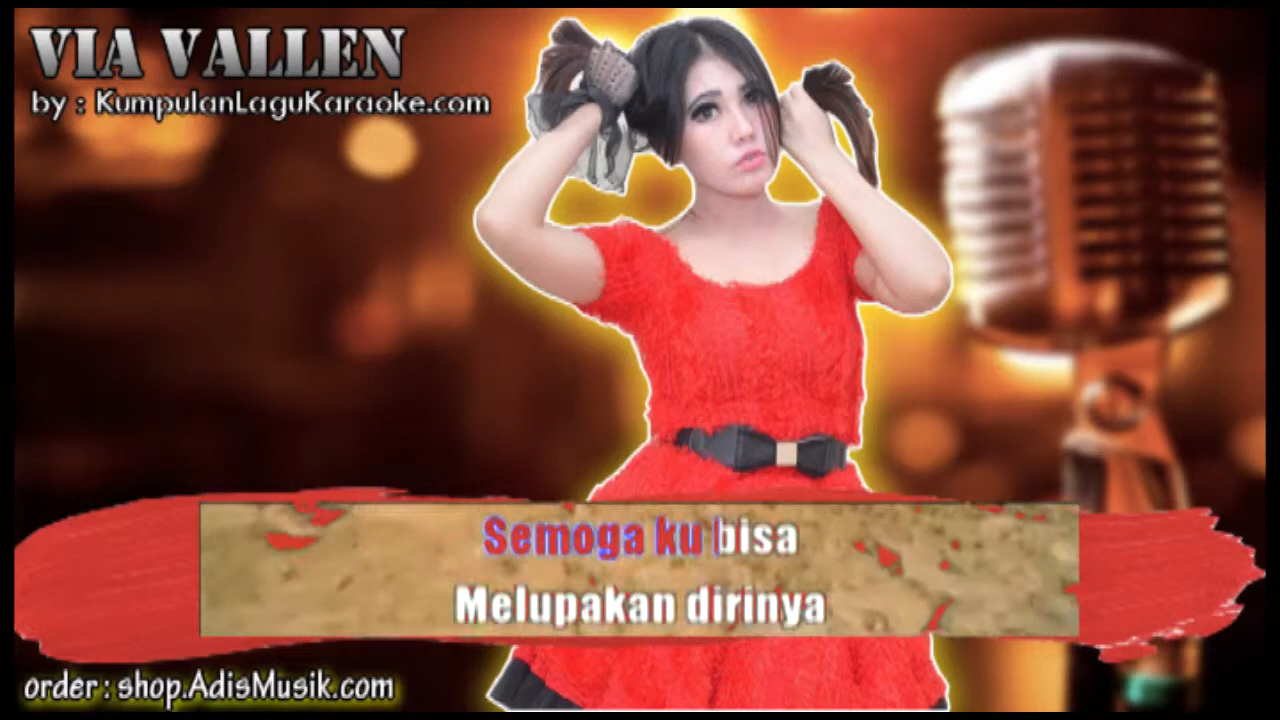 VIA VALLEN
by : KumpulanLaguKaraoke.com
Semoga ku bisa
Melupakan dirinya
order : shop.AdisMusik.com